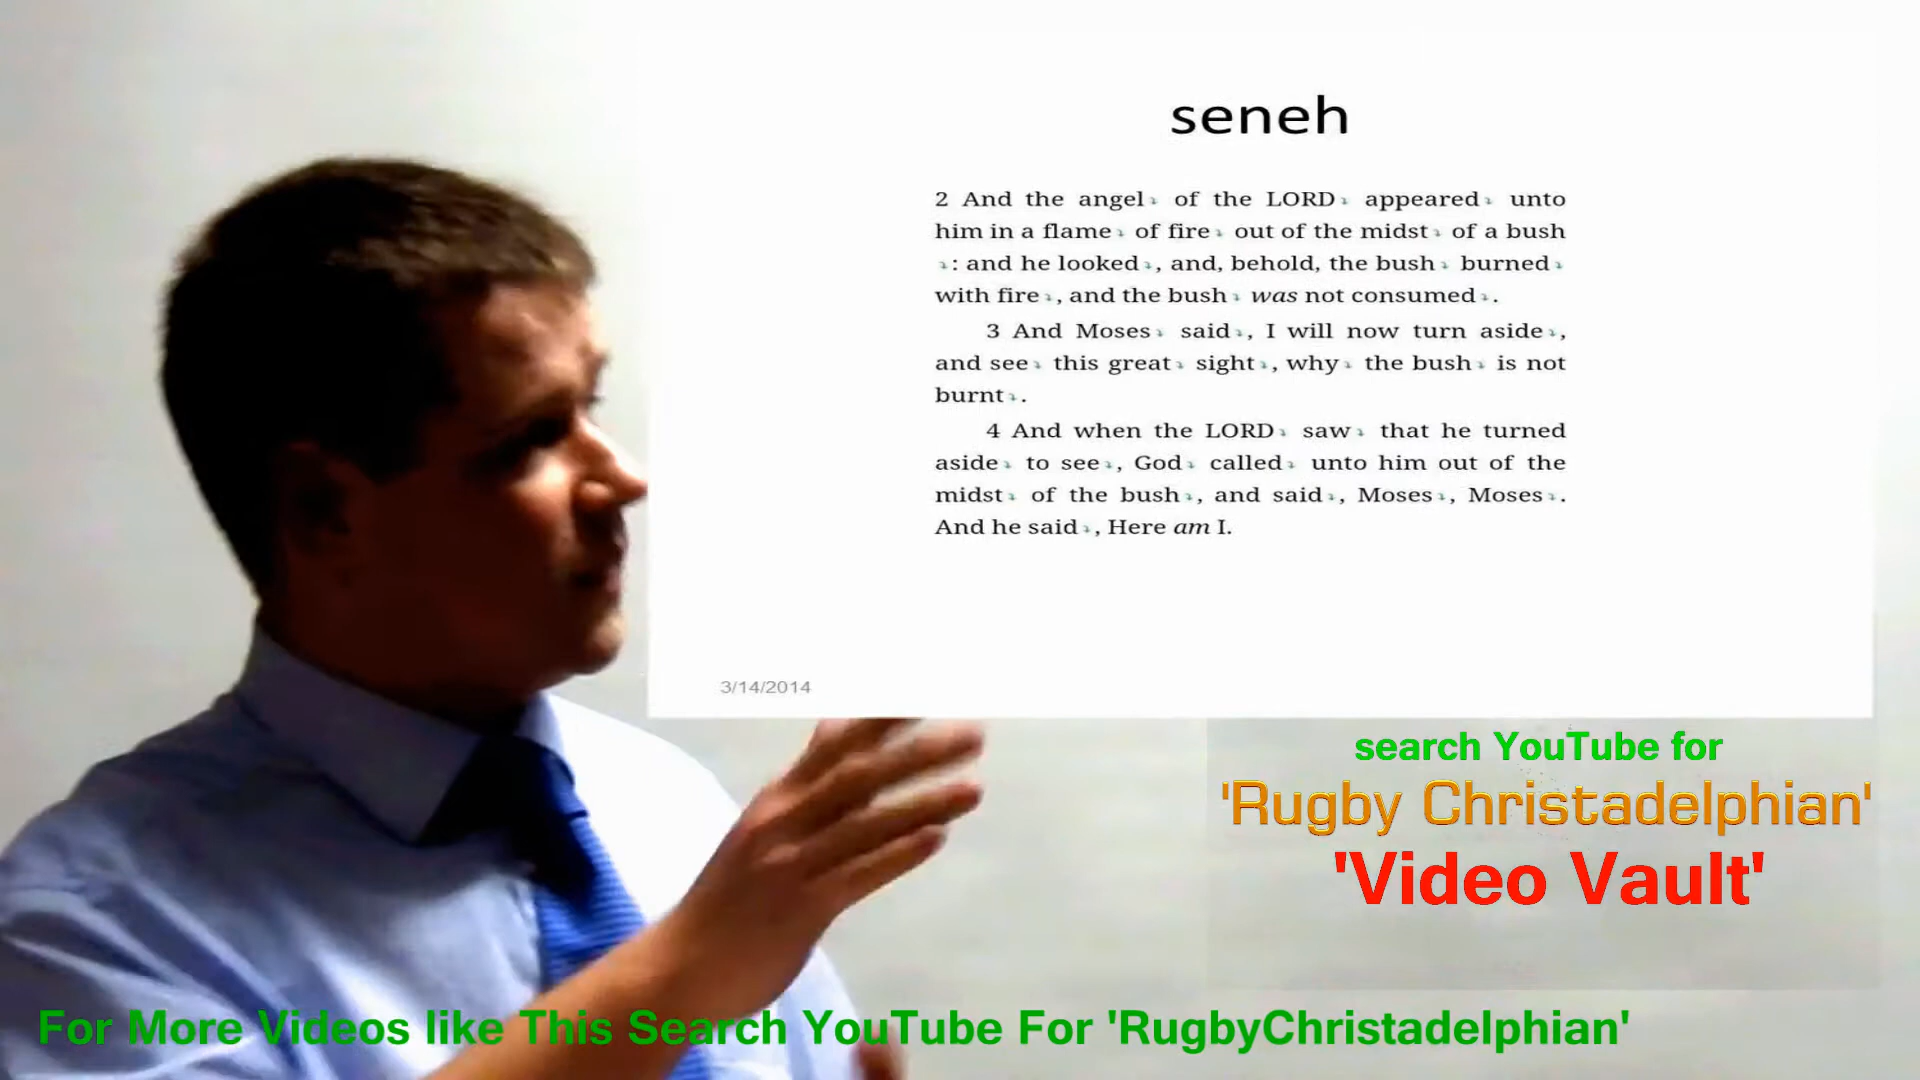 seneh
2 And the angel of the LORD appeared unto
him in a flame of fire out of the midst of a bush
: and he looked , and, behold, the bush burned
with fire , and the bush was not consumed .
3 And Moses said , I will now turn aside ,
and see this great sight , why the bush is not
burnt .
4 And when the LORD saw that he turned
aside to see , God called unto him out of the
midst of the bush , and said , Moses , Moses .
And he said , Here am I.
3/14/2014
search YouTube for
'Rugby Christadelphian'
'Video Vault'
For More Videos like This Search YouTube For 'RugbyChristadelphian'